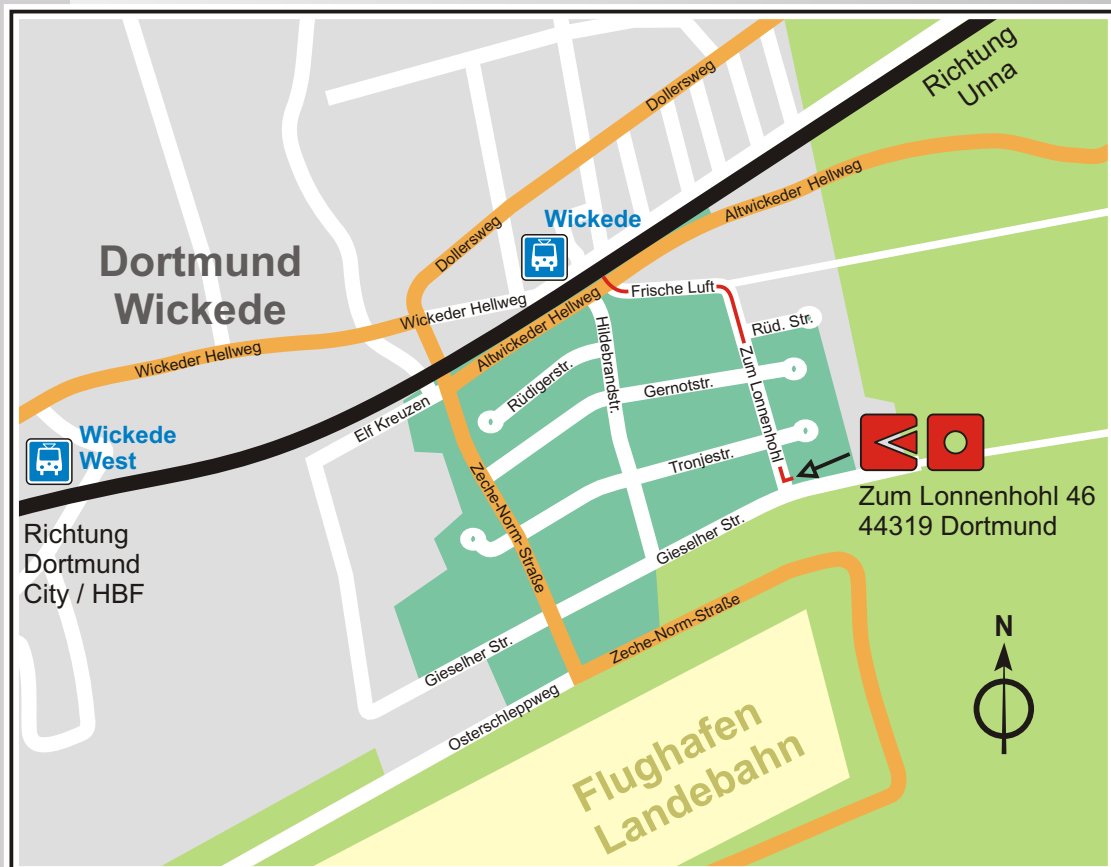 Richtung
Unna
Dollersweg
Altwickeder Hellweg
Wickede
Dollersweg
Dortmund
Wickede
Frische Luft
Wickeder Hellweg
Altwickeder Hellweg
Rüd. Str.
Wickeder Hellweg
Hildebrandstr.
Zum Lonnenhohl
Rüdigerstr.
Gernotstr.
Elf Kreuzen
Wickede
West
Tronjestr.
Zeche-Norm-Straße
Zum Lonnenhohl 46
44319 Dortmund
Richtung
Dortmund
City / HBF
Gieselher Str.
Zeche-Norm-Straße
Gieselher Str.
N
Osterschleppweg
Flughafen
Landebahn